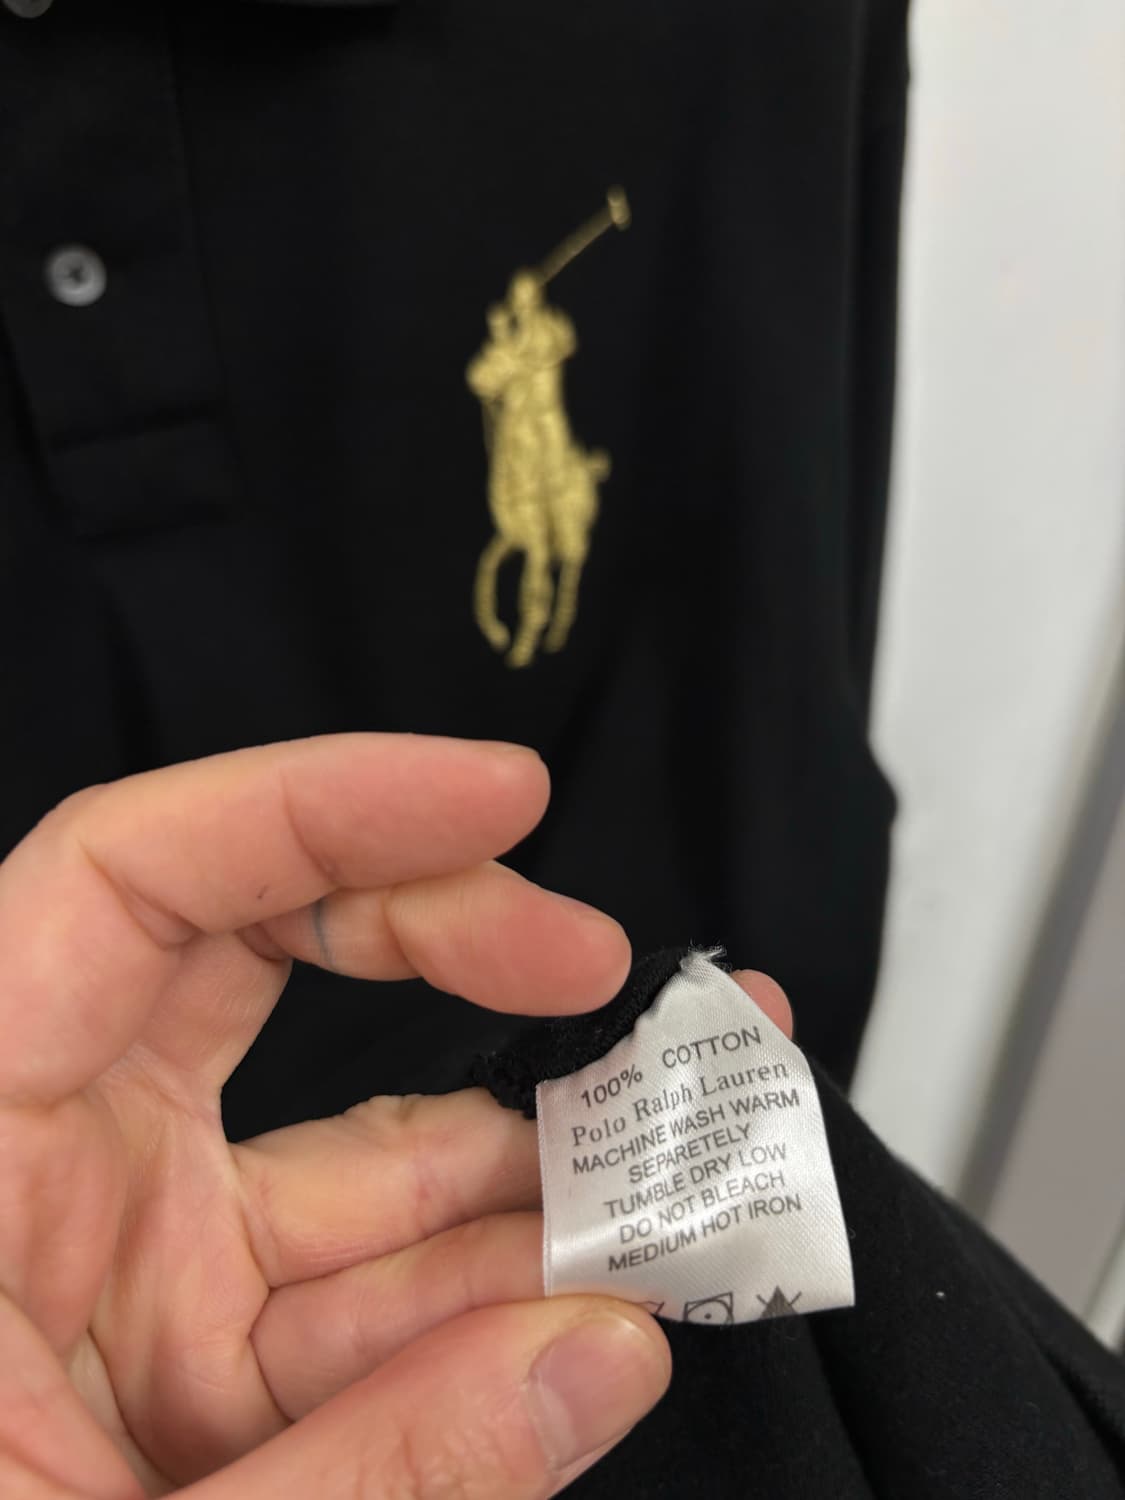 100% COTTON
Polo Ralph Lauren
MACHINE WASH WARM
SEPARETELY
TUMBLE DRY LOW
DO NOT BLEACH
MEDIUM HOT IRON